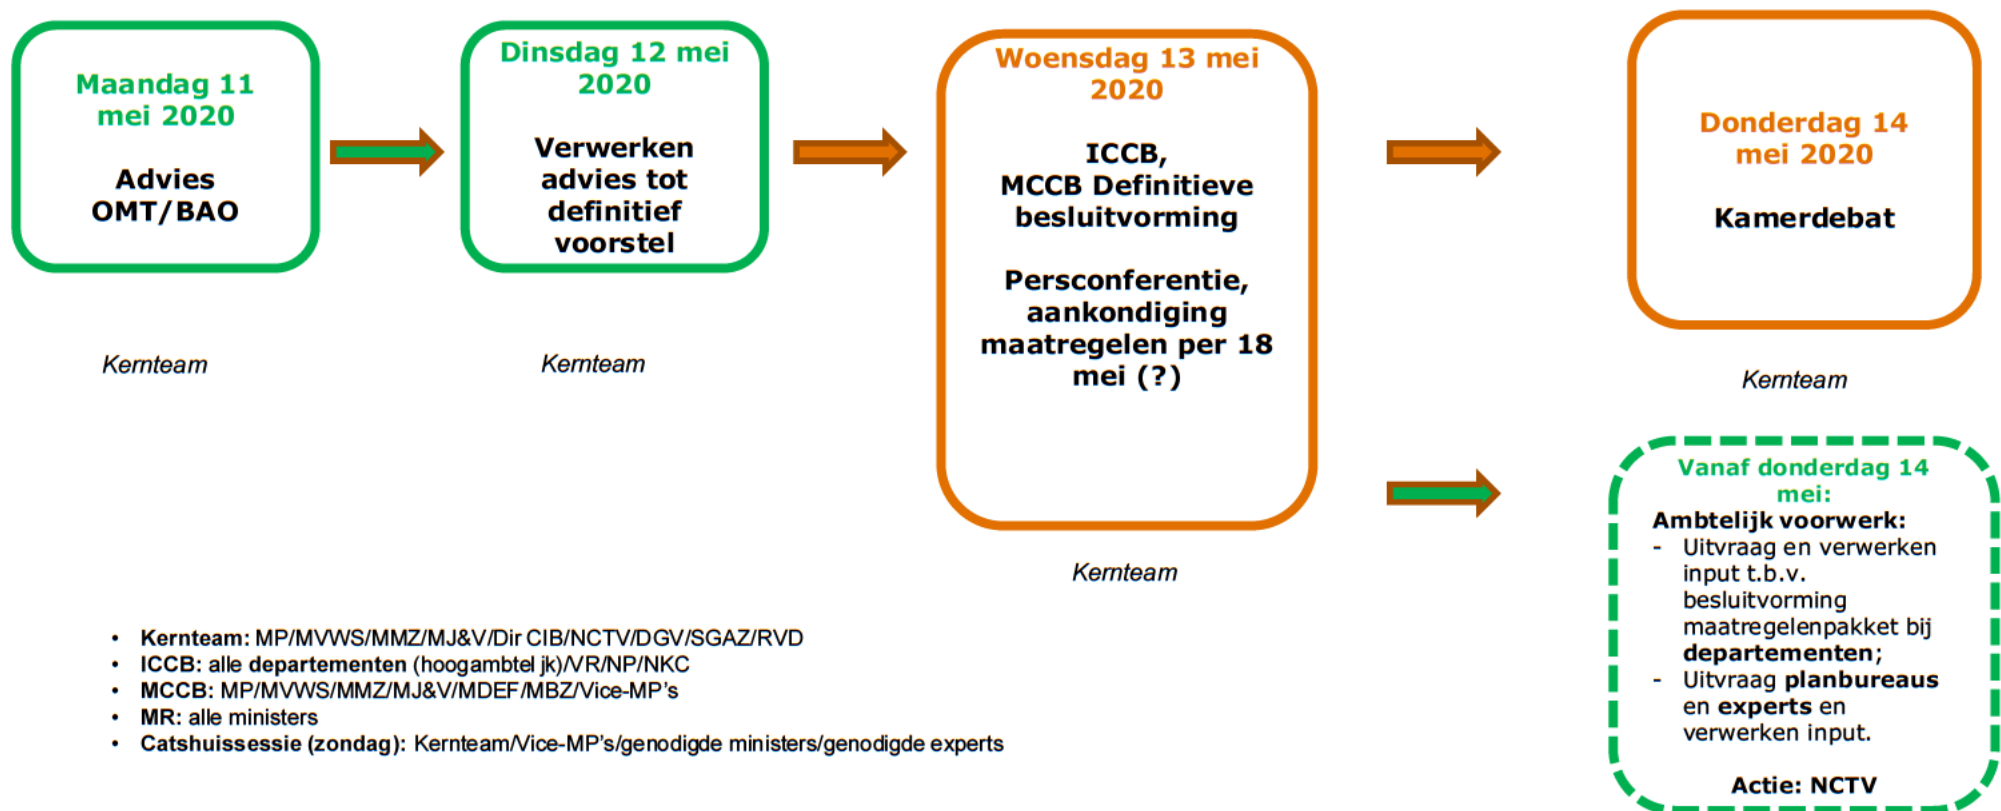 Maandag 11
mei 2020
Advies
OMT/BAO
Kernteam
Dinsdag 12 mei
2020
Verwerken
advies tot
definitief
voorstel
Kernteam
Woensdag 13 mei
2020
ICCB,
MCCB Definitieve
besluitvorming
Persconferentie,
aankondiging
maatregelen per 18
mei (?)
Kernteam
Donderdag 14
mei 2020
Kamerdebat
Kernteam
Vanaf donderdag 14
mei:
Ambtelijk voorwerk:
- Uitvraag en verwerken
input t.b.v.
besluitvorming
maatregelenpakket bij
departementen;
- Uitvraag planbureaus
en experts en
verwerken input.
Actie: NCTV
• Kernteam: MP/MVWS/MMZ/MJ&V/Dir CIB/NCTV/DGV/SGAZ/RVD
• ICCB: alle departementen (hoogambtel jk)/VR/NP/NKC
• MCCB: MP/MVWS/MMZ/MJ&V/MDEF/MBZ/Vice-MP's
• MR: alle ministers
• Catshuissessie (zondag): Kernteam/Vice-MP's/genodigde ministers/genodigde experts